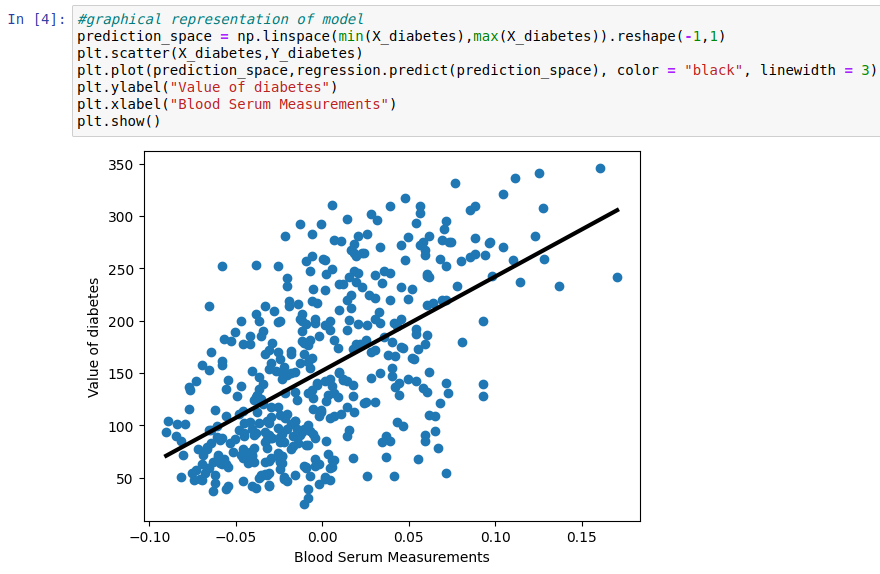 In [4]: #graphical representation of model
prediction_space = np.linspace(min(X_diabetes),max(X_diabetes)).reshape(-1,1)
plt.scatter(X_diabetes,Y_diabetes)
plt.plot(prediction_space,regression.predict(prediction_space), color = "black", linewidth = 3)
plt.ylabel("Value of diabetes")
plt.xlabel("Blood Serum Measurements")
plt.show()
350
300
250
200
150
100
50
Value of diabetes
−0.10 −0.05 0.00 0.05 0.10 0.15
Blood Serum Measurements